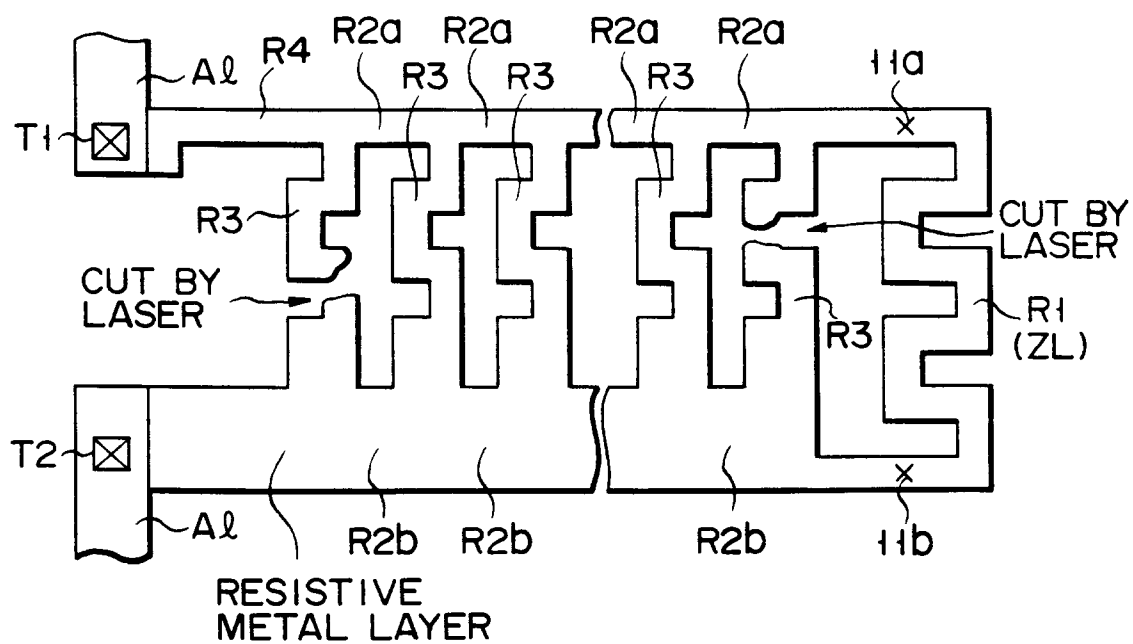 R2a R2a R2a R2a
R4 R3 R3 R3 11a
Aℓ
T1
R3
CUT BY
LASER
CUT BY
LASER
R3
R1
(ZL)
T2
Aℓ
R2b R2b R2b 11b
RESISTIVE
METAL LAYER